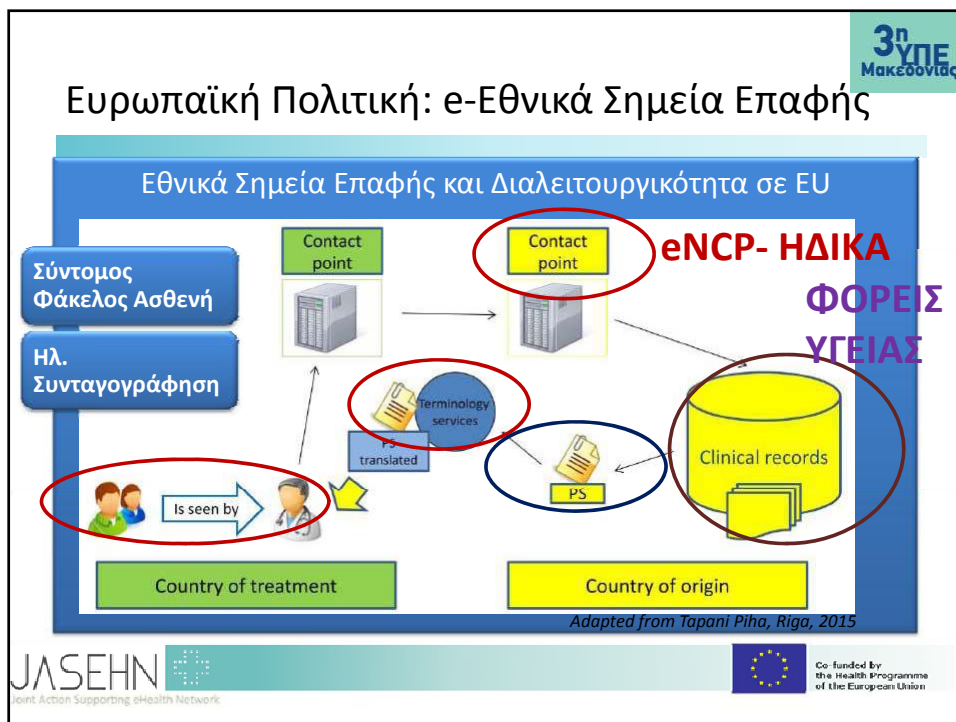 3η ΥΠΕ
Μακεδονίας
Ευρωπαϊκή Πολιτική: e-Εθνικά Σημεία Επαφής
Εθνικά Σημεία Επαφής και Διαλειτουργικότητα σε EU
Σύντομος
Φάκελος Ασθενή
Ηλ.
Συνταγογράφηση
Contact
point
Contact
point
eNCP- ΗΔΙΚΑ
ΦΟΡΕΙΣ
ΥΓΕΙΑΣ
Terminology
services
PS
translated
PS
Clinical records
Is seen by
Country of treatment
Country of origin
Adapted from Tapani Piha, Riga, 2015
JASEHN
Joint Action Supporting eHealth Network
Co-funded by
the Health Programme
of the European Union